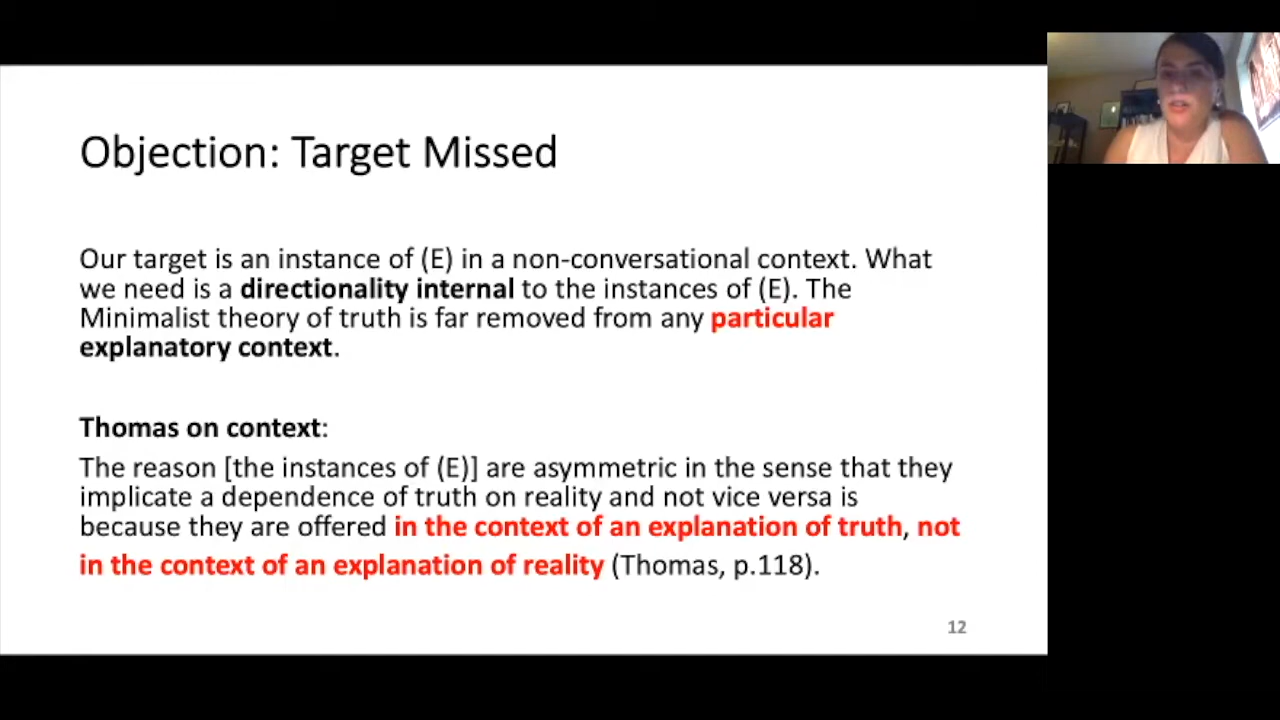 Objection: Target Missed
Our target is an instance of (E) in a non-conversational context. What
we need is a directionality internal to the instances of (E). The
Minimalist theory of truth is far removed from any particular
explanatory context.
Thomas on context:
The reason [the instances of (E)] are asymmetric in the sense that they
implicate a dependence of truth on reality and not vice versa is
because they are offered in the context of an explanation of truth, not
in the context of an explanation of reality (Thomas, p.118).
12